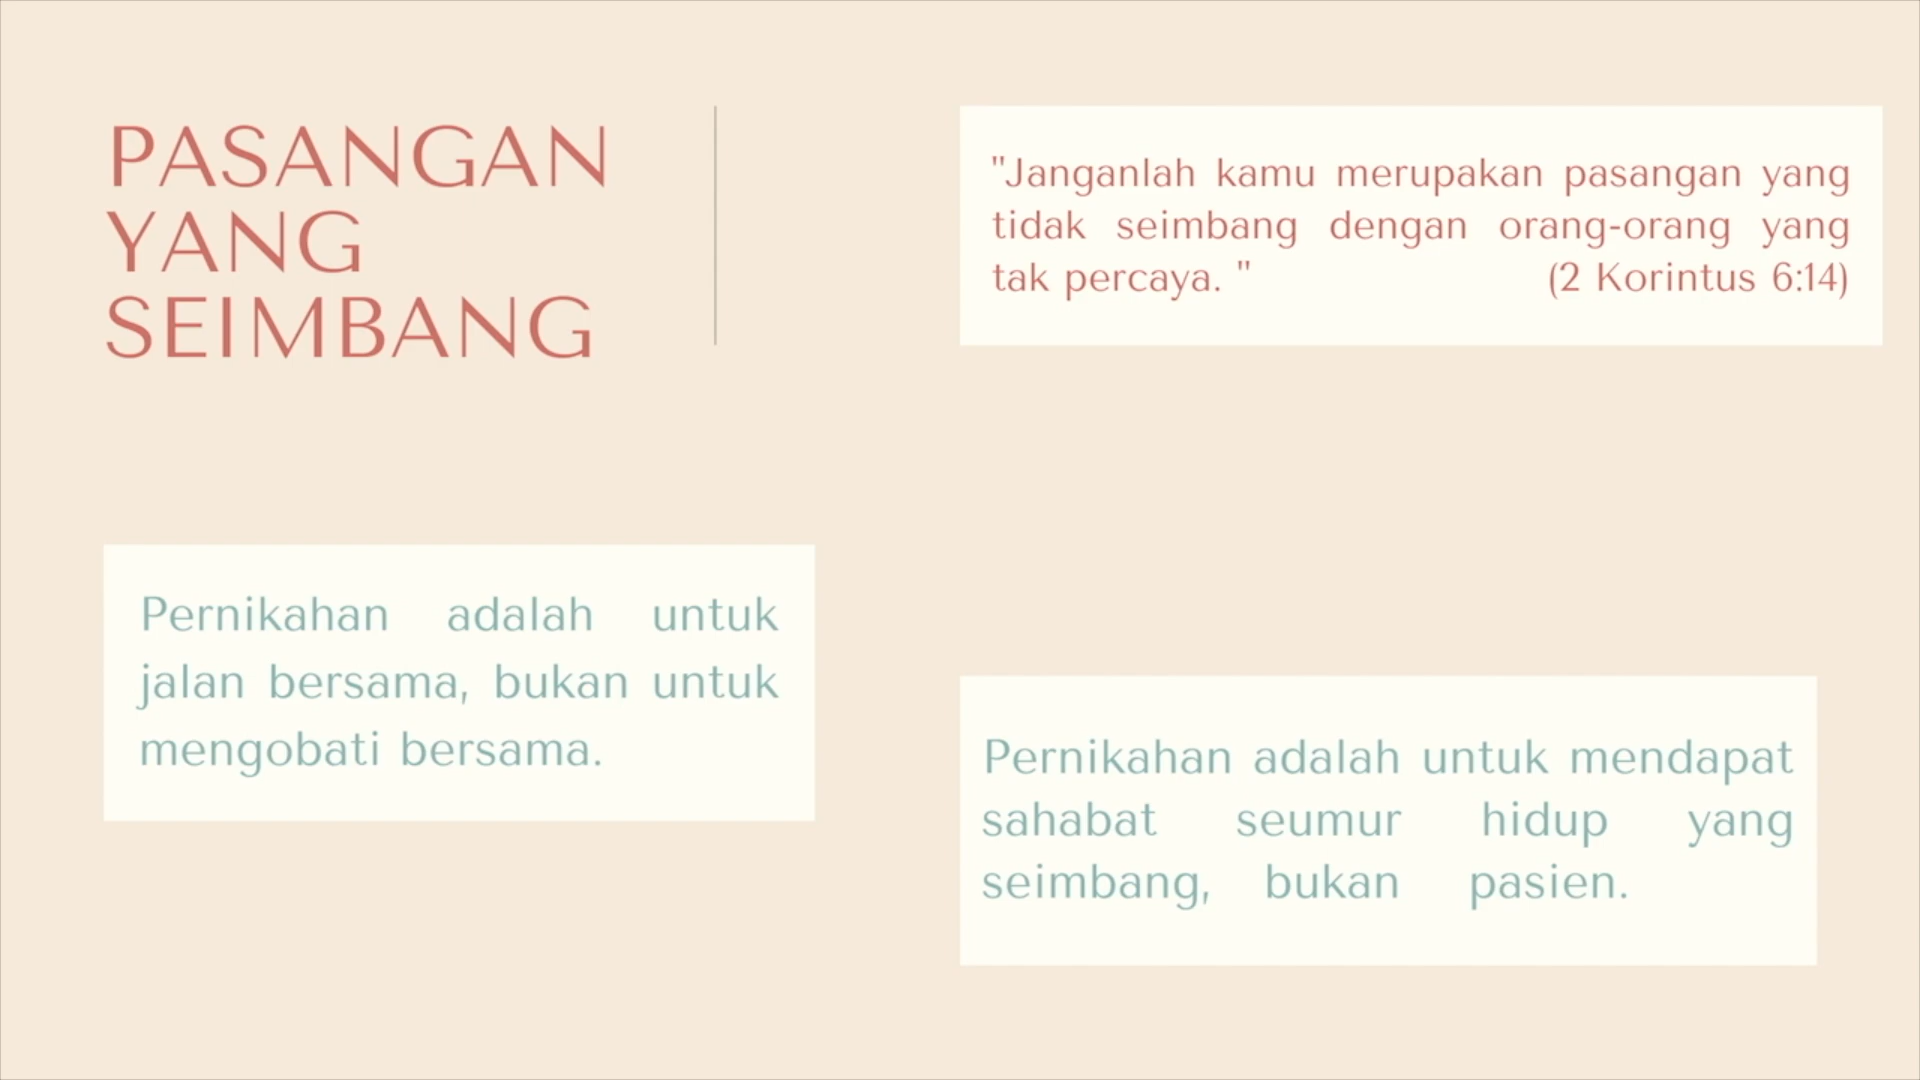 PASANGAN
YANG
SEIMBANG
"Janganlah kamu merupakan pasangan yang
tidak seimbang dengan orang-orang yang
tak percaya. " (2 Korintus 6:14)
Pernikahan adalah untuk
jalan bersama, bukan untuk
mengobati bersama.
Pernikahan adalah untuk mendapat
sahabat seumur hidup yang
seimbang, bukan pasien.